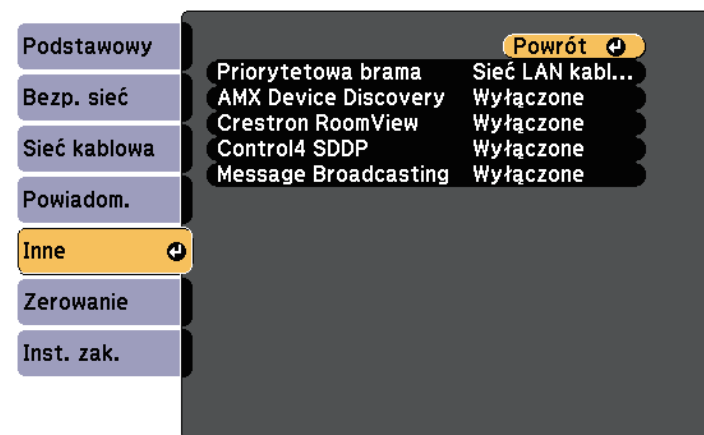 Podstawowy
Bezp. sieć
Sieć kablowa
Powiadom.
Inne
Zerowanie
Inst. zak.
Powrót
Priorytetowa brama Sieć LAN kabl...
AMX Device Discovery Wyłączone
Crestron RoomView Wyłączone
Control4 SDDP Wyłączone
Message Broadcasting Wyłączone